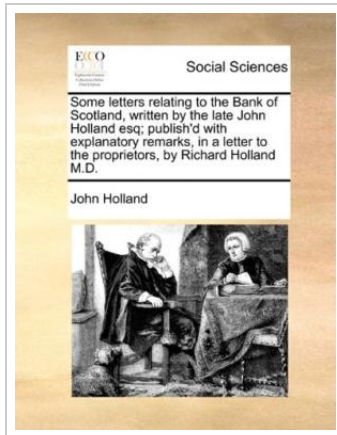 ECCO
Social Sciences
Some letters relating to the Bank of
Scotland, written by the late John
Holland esq; publish'd with
explanatory remarks, in a letter to
the proprietors, by Richard Holland
M.D.
John Holland